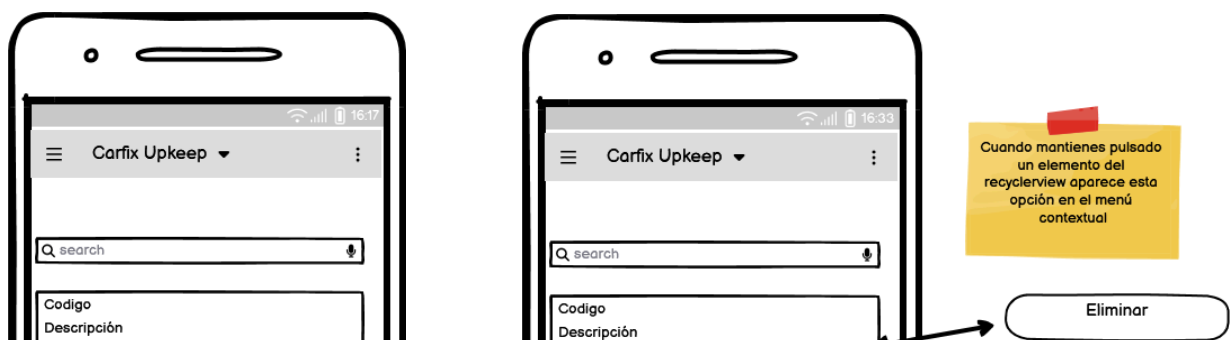 16:17
Carfix Upkeep
search
Codigo
Descripción
16:33
Carfix Upkeep
search
Codigo
Descripción
Cuando mantienes pulsado
un elemento del
recyclerview aparece esta
opción en el menú
contextual
Eliminar